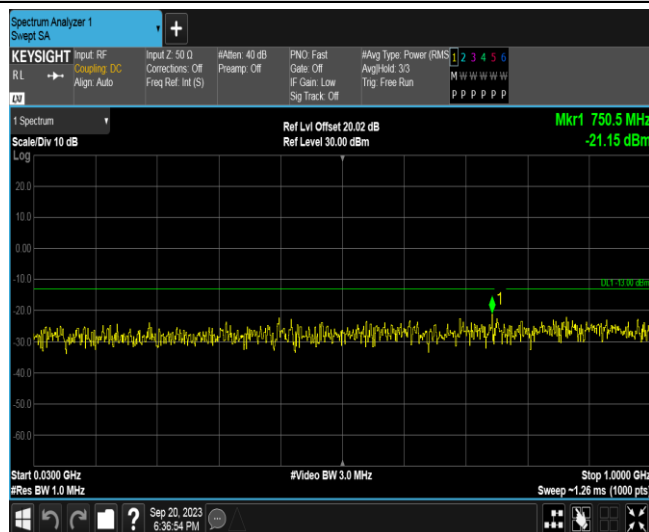 Spectrum Analyzer 1
Swept SA
+
KEYSIGHT
RL
LXI
Input: RF
Coupling: DC
Align: Auto
Input Z: 50 Ω
Corrections: Off
Freq Ref: Int (S)
#Atten: 40 dB
Preamp: Off
PNO: Fast
Gate: Off
IF Gain: Low
Sig Track: Off
#Avg Type: Power (RMS
Avg|Hold: 3/3
Trig: Free Run
1 2 3 4 5 6
M W W W W W
P P P P P P
1 Spectrum
Scale/Div 10 dB
Log
Ref Lvl Offset 20.02 dB
Ref Level 30.00 dBm
Mkr1 750.5 MHz
-21.15 dBm
20.0
10.0
0.00
-10.0
DL1 -13.00 dBm
1
-20.0
-30.0
-40.0
-50.0
-60.0
Start 0.0300 GHz
#Res BW 1.0 MHz
#Video BW 3.0 MHz
Stop 1.0000 GHz
Sweep ~1.26 ms (1000 pts)
?
Sep 20, 2023
6:36:54 PM